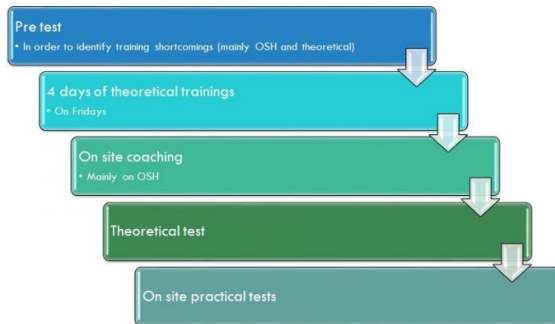 Pre test
• In order to identify training shortcomings (mainly OSH and theoretical)
4 days of theoretical trainings
• On Fridays
On site coaching
• Mainly on OSH
Theoretical test
On site practical tests